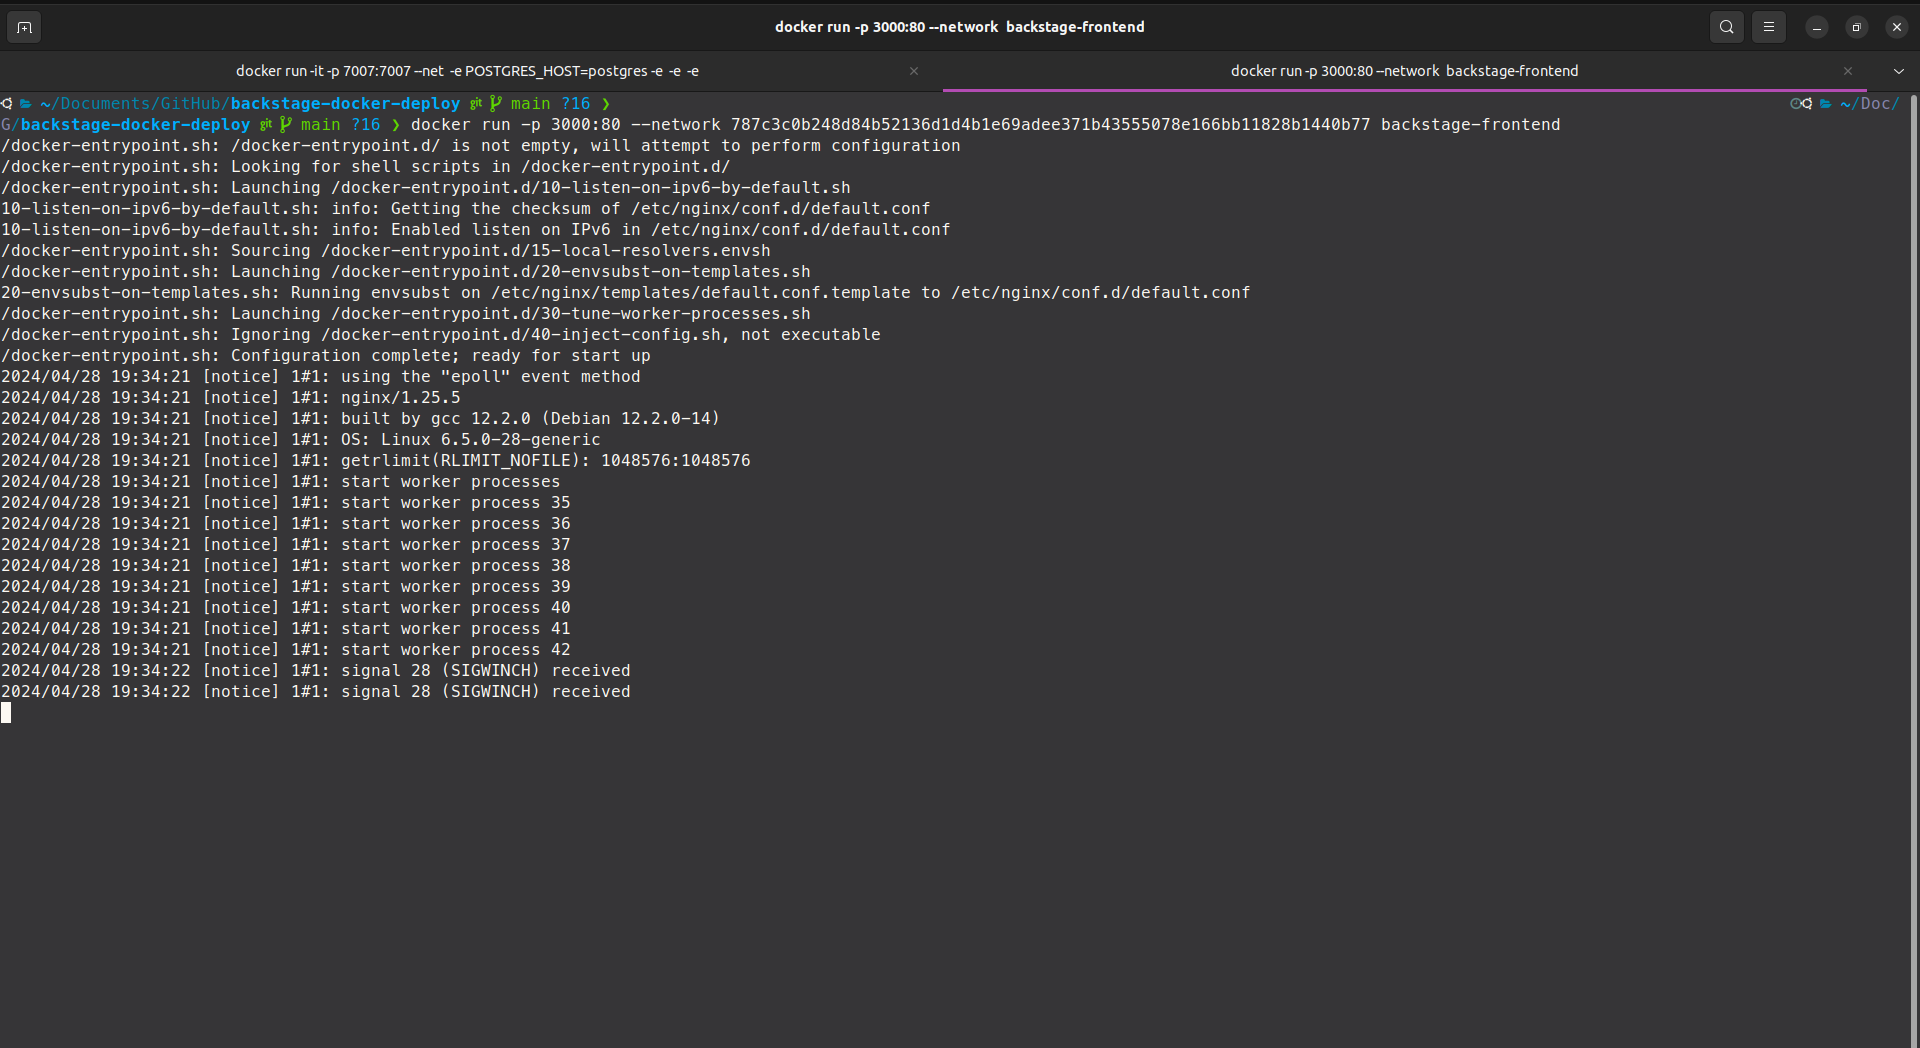 docker run -p 3000:80 --network  backstage-frontend
docker run -it -p 7007:7007 --net  -e POSTGRES_HOST=postgres -e  -e  -e
docker run -p 3000:80 --network  backstage-frontend
~/Documents/GitHub/backstage-docker-deploy git main ?16 ❯
~/Doc/
G/backstage-docker-deploy git main ?16 ❯ docker run -p 3000:80 --network 787c3c0b248d84b52136d1d4b1e69adee371b43555078e166bb11828b1440b77 backstage-frontend
/docker-entrypoint.sh: /docker-entrypoint.d/ is not empty, will attempt to perform configuration
/docker-entrypoint.sh: Looking for shell scripts in /docker-entrypoint.d/
/docker-entrypoint.sh: Launching /docker-entrypoint.d/10-listen-on-ipv6-by-default.sh
10-listen-on-ipv6-by-default.sh: info: Getting the checksum of /etc/nginx/conf.d/default.conf
10-listen-on-ipv6-by-default.sh: info: Enabled listen on IPv6 in /etc/nginx/conf.d/default.conf
/docker-entrypoint.sh: Sourcing /docker-entrypoint.d/15-local-resolvers.envsh
/docker-entrypoint.sh: Launching /docker-entrypoint.d/20-envsubst-on-templates.sh
20-envsubst-on-templates.sh: Running envsubst on /etc/nginx/templates/default.conf.template to /etc/nginx/conf.d/default.conf
/docker-entrypoint.sh: Launching /docker-entrypoint.d/30-tune-worker-processes.sh
/docker-entrypoint.sh: Ignoring /docker-entrypoint.d/40-inject-config.sh, not executable
/docker-entrypoint.sh: Configuration complete; ready for start up
2024/04/28 19:34:21 [notice] 1#1: using the "epoll" event method
2024/04/28 19:34:21 [notice] 1#1: nginx/1.25.5
2024/04/28 19:34:21 [notice] 1#1: built by gcc 12.2.0 (Debian 12.2.0-14)
2024/04/28 19:34:21 [notice] 1#1: OS: Linux 6.5.0-28-generic
2024/04/28 19:34:21 [notice] 1#1: getrlimit(RLIMIT_NOFILE): 1048576:1048576
2024/04/28 19:34:21 [notice] 1#1: start worker processes
2024/04/28 19:34:21 [notice] 1#1: start worker process 35
2024/04/28 19:34:21 [notice] 1#1: start worker process 36
2024/04/28 19:34:21 [notice] 1#1: start worker process 37
2024/04/28 19:34:21 [notice] 1#1: start worker process 38
2024/04/28 19:34:21 [notice] 1#1: start worker process 39
2024/04/28 19:34:21 [notice] 1#1: start worker process 40
2024/04/28 19:34:21 [notice] 1#1: start worker process 41
2024/04/28 19:34:21 [notice] 1#1: start worker process 42
2024/04/28 19:34:22 [notice] 1#1: signal 28 (SIGWINCH) received
2024/04/28 19:34:22 [notice] 1#1: signal 28 (SIGWINCH) received